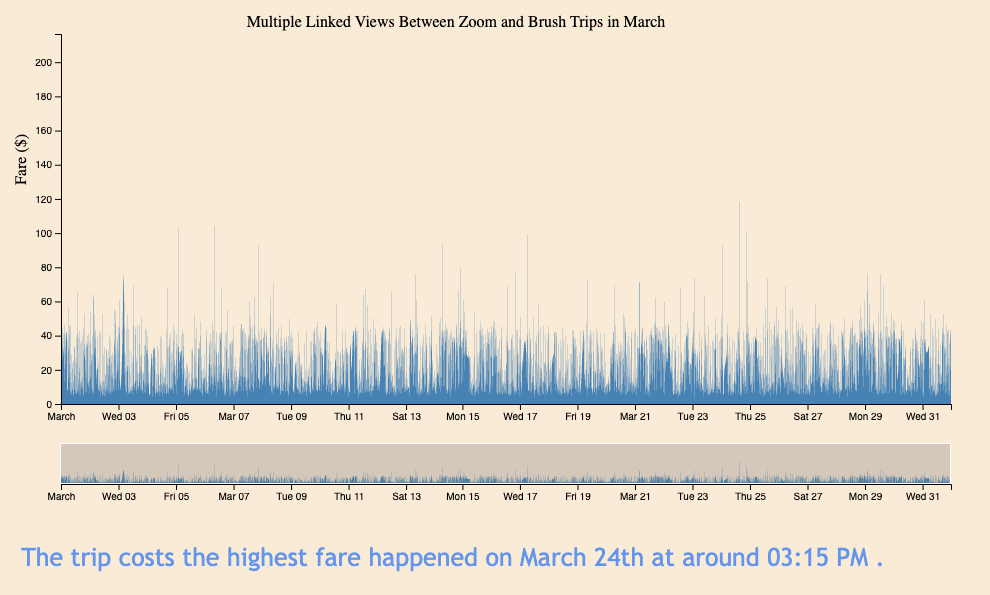 Multiple Linked Views Between Zoom and Brush Trips in March
Fare ($)
200
180
160
140
120
100
80
60
40
20
0
March Wed 03 Fri 05 Mar 07 Tue 09 Thu 11 Sat 13 Mon 15 Wed 17 Fri 19 Mar 21 Tue 23 Thu 25 Sat 27 Mon 29 Wed 31
March Wed 03 Fri 05 Mar 07 Tue 09 Thu 11 Sat 13 Mon 15 Wed 17 Fri 19 Mar 21 Tue 23 Thu 25 Sat 27 Mon 29 Wed 31
The trip costs the highest fare happened on March 24th at around 03:15 PM .